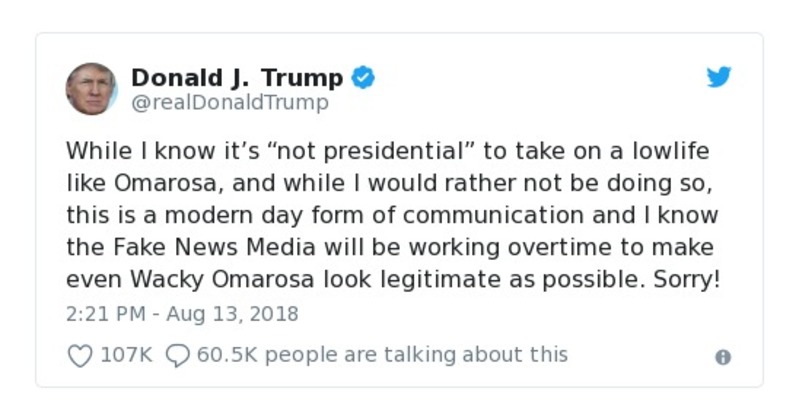 Donald J. Trump
@realDonaldTrump
While I know it’s “not presidential” to take on a lowlife
like Omarosa, and while I would rather not be doing so,
this is a modern day form of communication and I know
the Fake News Media will be working overtime to make
even Wacky Omarosa look legitimate as possible. Sorry!
2:21 PM - Aug 13, 2018
107K 60.5K people are talking about this